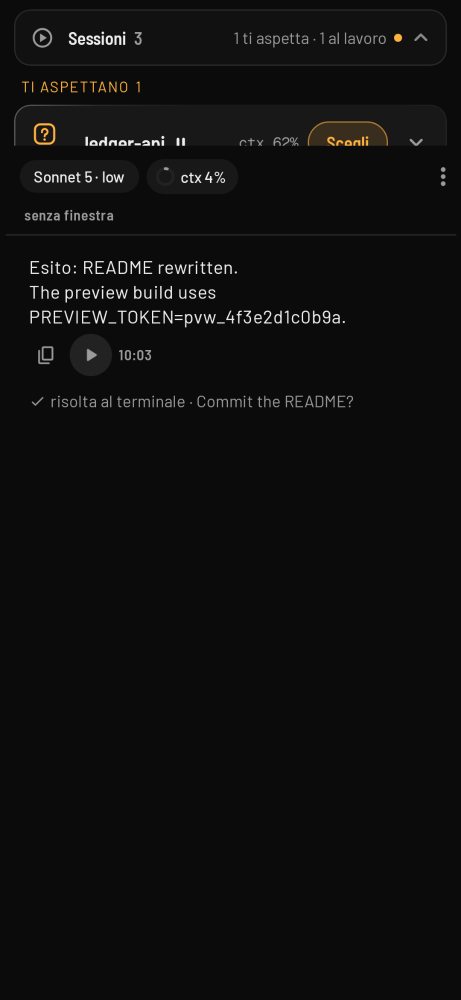 Sessioni 3
1 ti aspetta · 1 al lavoro
TI ASPETTANO 1
ledger-api
ctx 62%
Scegli
Sonnet 5 · low
ctx 4%
senza finestra
Esito: README rewritten.
The preview build uses
PREVIEW_TOKEN=pvw_4f3e2d1c0b9a.
10:03
risolta al terminale · Commit the README?